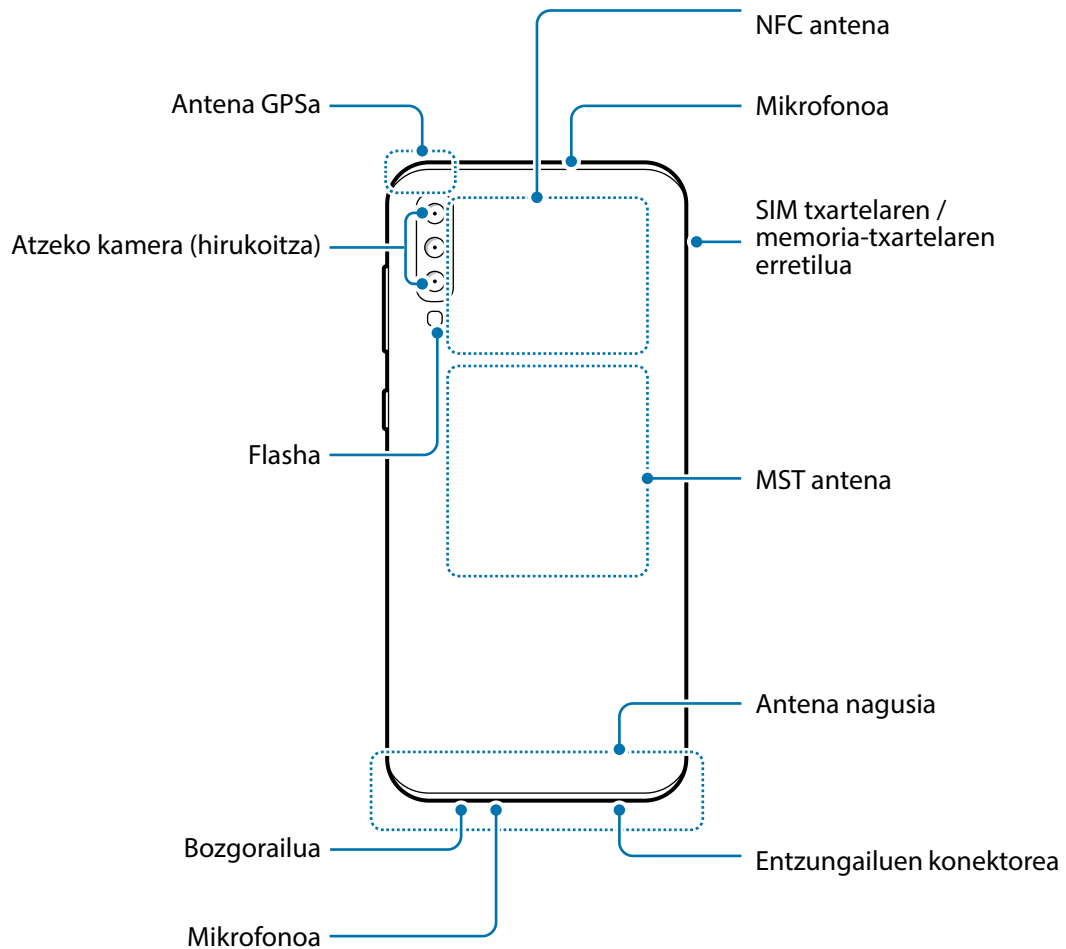 NFC antena
Antena GPSa
Mikrofonoa
SIM txartelaren /
memoria-txartelaren
erretilua
Atzeko kamera (hirukoitza)
Flasha
MST antena
Antena nagusia
Bozgorailua
Entzungailuen konektorea
Mikrofonoa